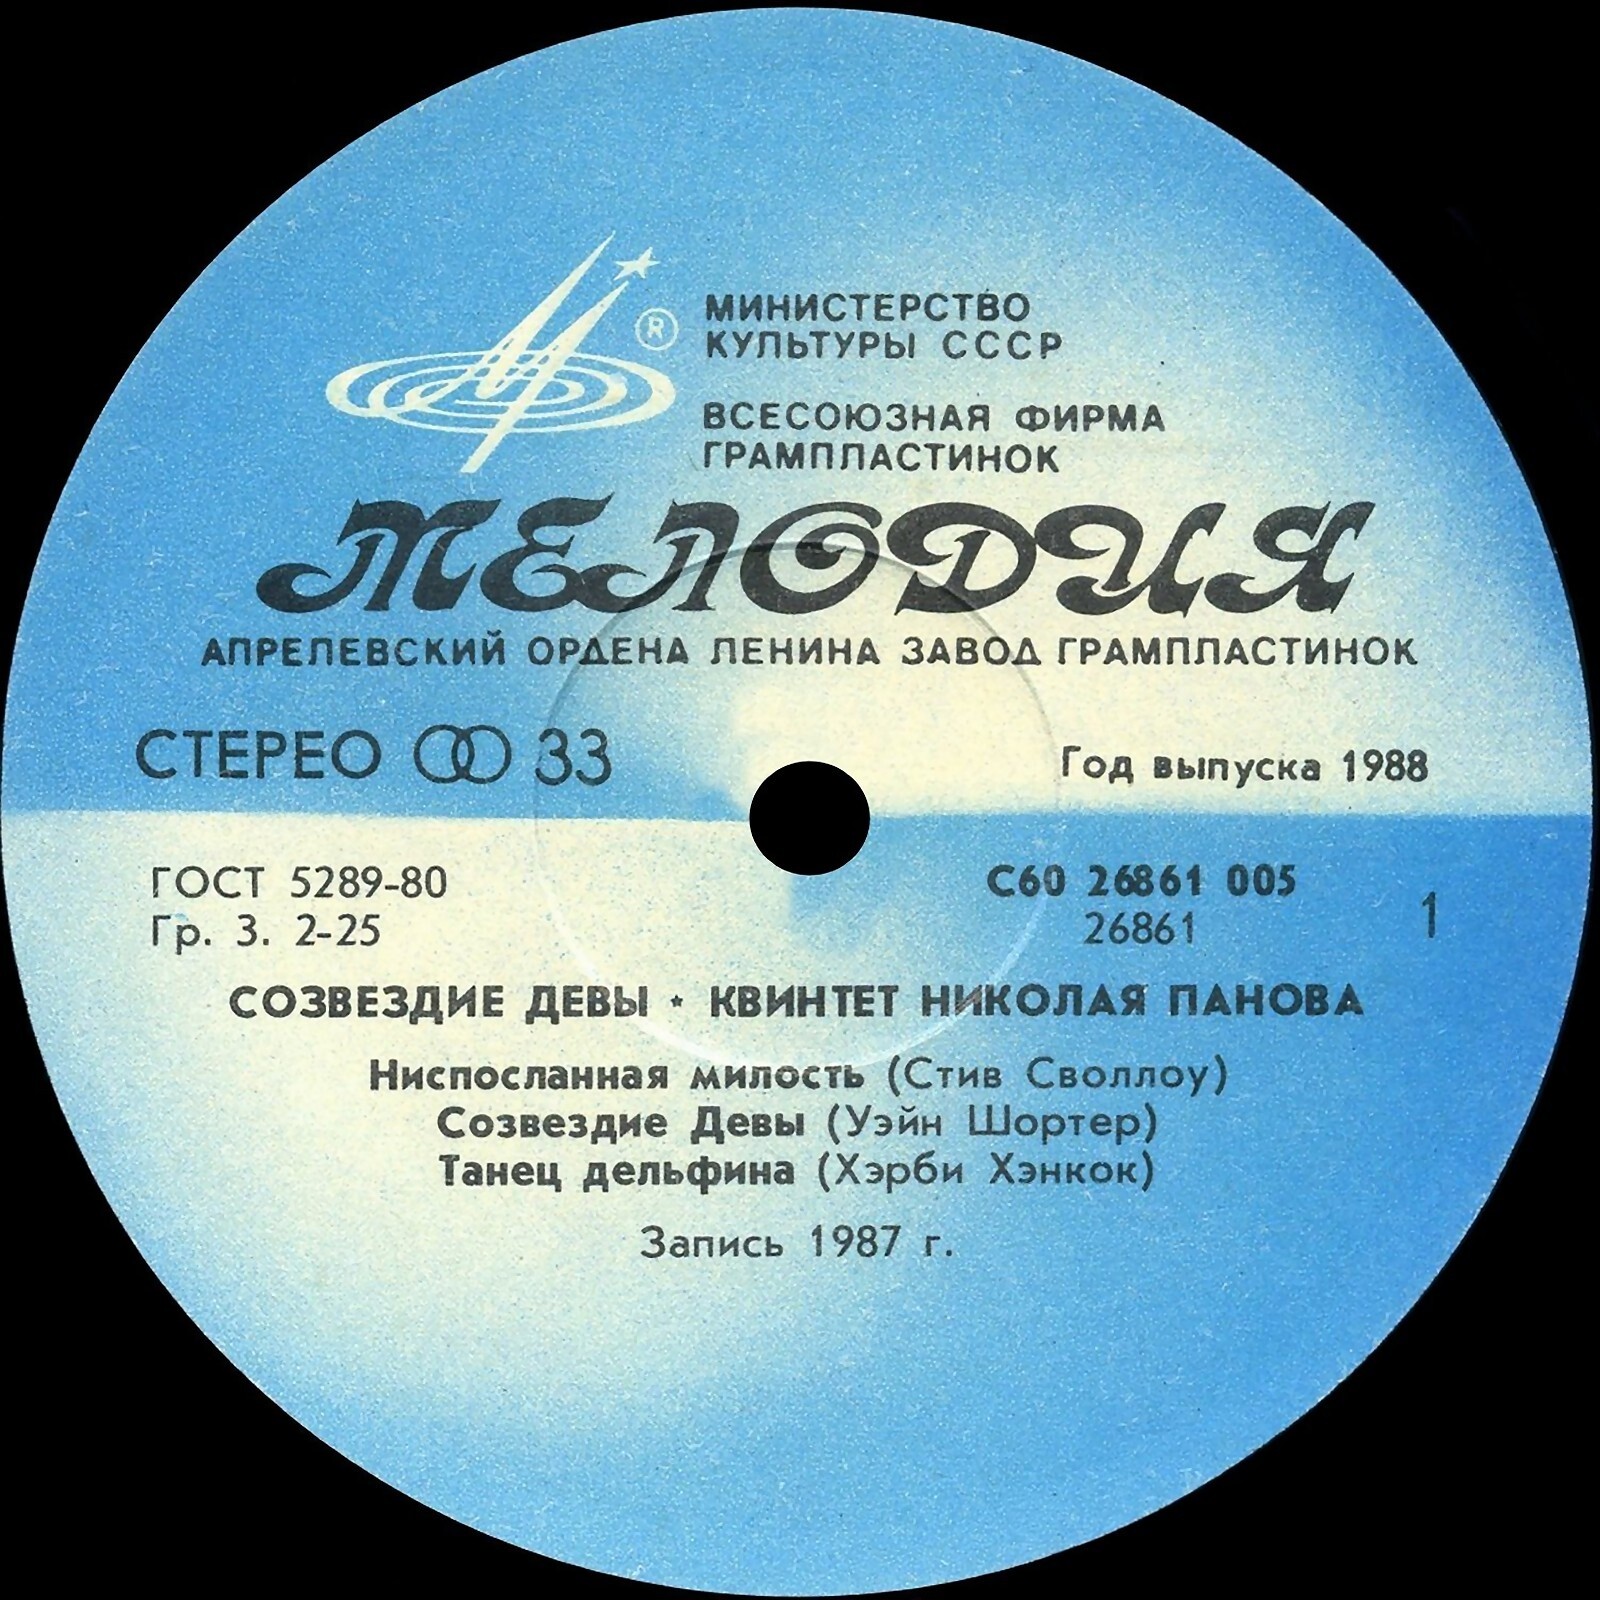 ®
МИНИСТЕРСТВО
КУЛЬТУРЫ СССР
ВСЕСОЮЗНАЯ ФИРМА
ГРАМПЛАСТИНОК
МЕЛОДИЯ
АПРЕЛЕВСКИЙ ОРДЕНА ЛЕНИНА ЗАВОД ГРАМПЛАСТИНОК
СТЕРЕО 33
Год выпуска 1988
ГОСТ 5289-80
Гр. 3. 2-25
С60 26861 005
26861
1
СОЗВЕЗДИЕ ДЕВЫ ★ КВИНТЕТ НИКОЛАЯ ПАНОВА
Ниспосланная милость (Стив Своллоу)
Созвездие Девы (Уэйн Шортер)
Танец дельфина (Хэрби Хэнкок)
Запись 1987 г.